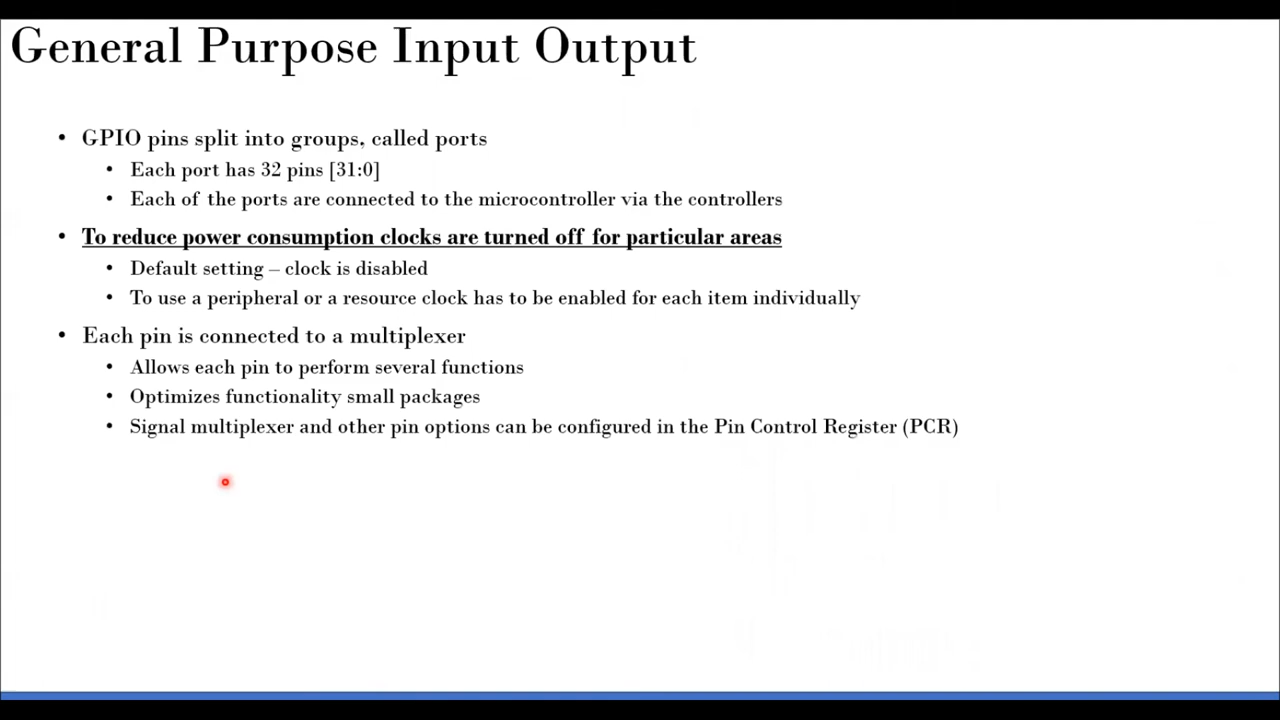 General Purpose Input Output
• GPIO pins split into groups, called ports
• Each port has 32 pins [31:0]
• Each of the ports are connected to the microcontroller via the controllers
• To reduce power consumption clocks are turned off for particular areas
• Default setting – clock is disabled
• To use a peripheral or a resource clock has to be enabled for each item individually
• Each pin is connected to a multiplexer
• Allows each pin to perform several functions
• Optimizes functionality small packages
• Signal multiplexer and other pin options can be configured in the Pin Control Register (PCR)